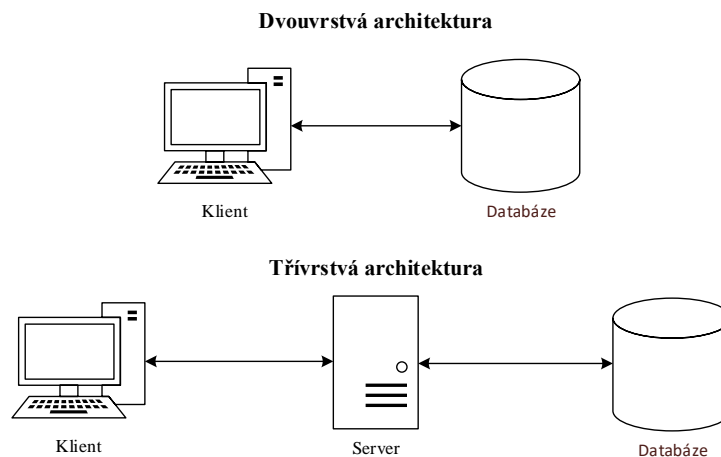 Dvouvrstvá architektura
Klient
Databáze
Třívrstvá architektura
Klient
Server
Databáze